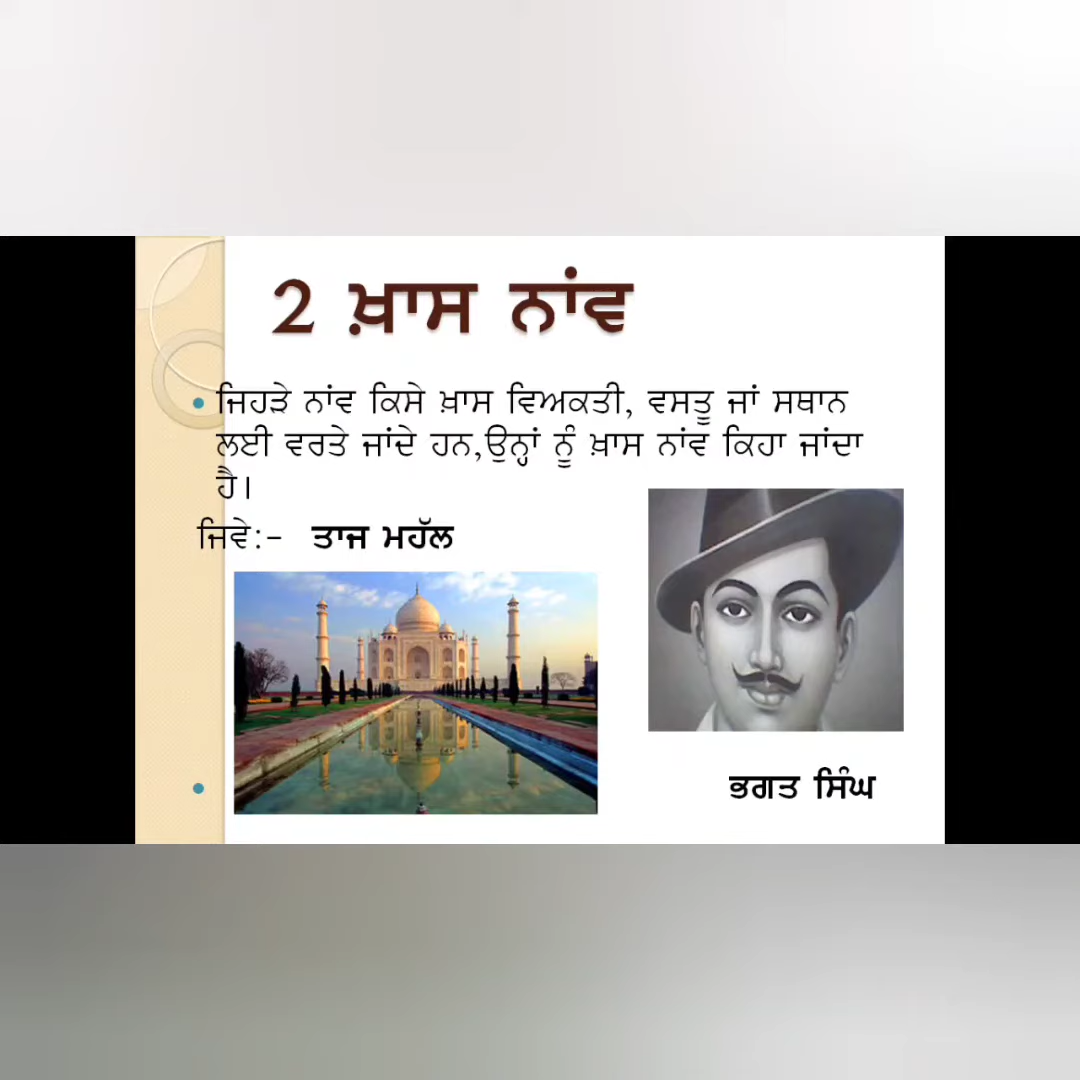 2 ਖ਼ਾਸ ਨਾਂਵ
ਜਿਹੜੇ ਨਾਂਵ ਕਿਸੇ ਖ਼ਾਸ ਵਿਅਕਤੀ, ਵਸਤੂ ਜਾਂ ਸਥਾਨ
ਲਈ ਵਰਤੇ ਜਾਂਦੇ ਹਨ,ਉਨ੍ਹਾਂ ਨੂੰ ਖ਼ਾਸ ਨਾਂਵ ਕਿਹਾ ਜਾਂਦਾ
ਹੈ।
ਜਿਵੇ:- ਤਾਜ ਮਹੱਲ
ਭਗਤ ਸਿੰਘ